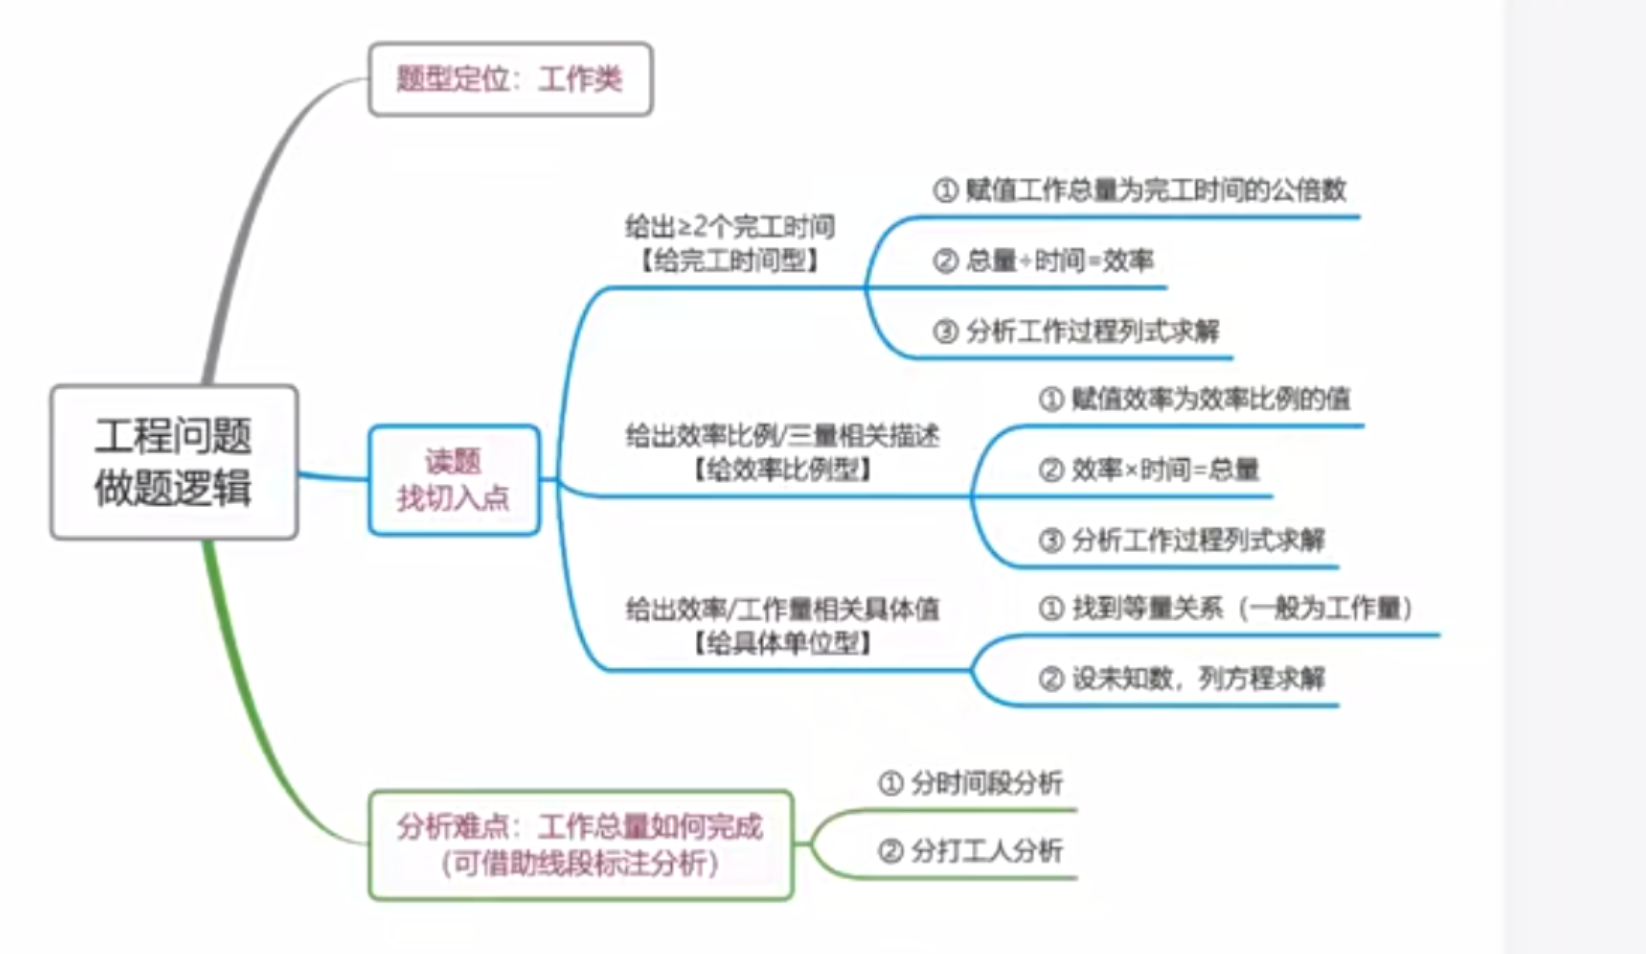 题型定位：工作类
工程问题
做题逻辑
读题
找切入点
给出≥2个完工时间
【给完工时间型】
① 赋值工作总量为完工时间的公倍数
② 总量÷时间=效率
③ 分析工作过程列式求解
给出效率比例/三量相关描述
【给效率比例型】
① 赋值效率为效率比例的值
② 效率×时间=总量
③ 分析工作过程列式求解
给出效率/工作量相关具体值
【给具体单位型】
① 找到等量关系（一般为工作量）
② 设未知数，列方程求解
分析难点：工作总量如何完成
（可借助线段标注分析）
① 分时间段分析
② 分打工人分析